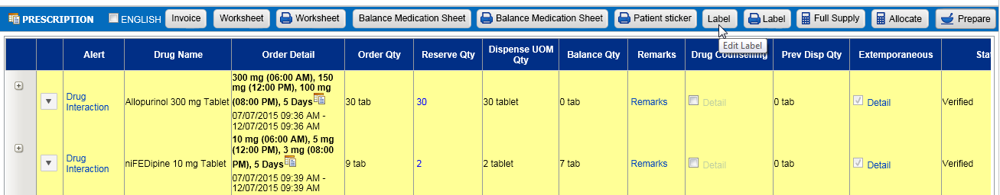 PRESCRIPTION ENGLISH Invoice Worksheet Worksheet Balance Medication Sheet Balance Medication Sheet Patient sticker Label Label Full Supply Allocate Prepare
Edit Label
Alert Drug Name Order Detail Order Qty Reserve Qty Dispense UOM Qty Balance Qty Remarks Drug Counselling Prev Disp Qty Extemporaneous Stat
300 mg (06:00 AM), 150
mg (12:00 PM), 100 mg
Drug Interaction Allopurinol 300 mg Tablet (08:00 PM), 5 Days 30 tab 30 30 tablet 0 tab Remarks Detail 0 tab Detail Verified
07/07/2015 09:36 AM -
12/07/2015 09:36 AM
10 mg (06:00 AM), 5 mg
(12:00 PM), 3 mg (08:00
Drug Interaction niFEDipine 10 mg Tablet PM), 5 Days 9 tab 2 2 tablet 7 tab Remarks Detail 0 tab Detail Verified
07/07/2015 09:39 AM -
12/07/2015 09:39 AM